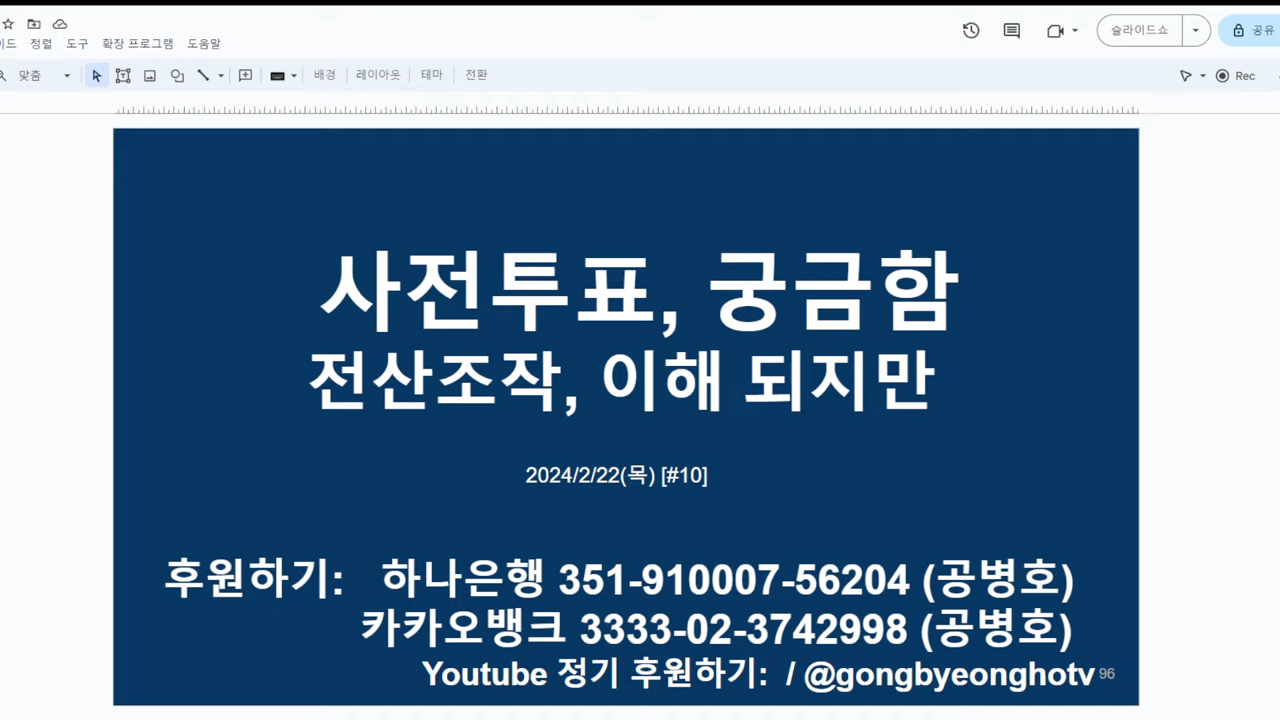 정렬 도구 확장 프로그램 도움말
슬라이드쇼
공유
맞춤
배경 레이아웃 테마 전환
Rec
사전투표, 궁금함
전산조작, 이해 되지만
2024/2/22(목) [#10]
후원하기: 하나은행 351-910007-56204 (공병호)
카카오뱅크 3333-02-3742998 (공병호)
Youtube 정기 후원하기: / @gongbyeonghotv
96